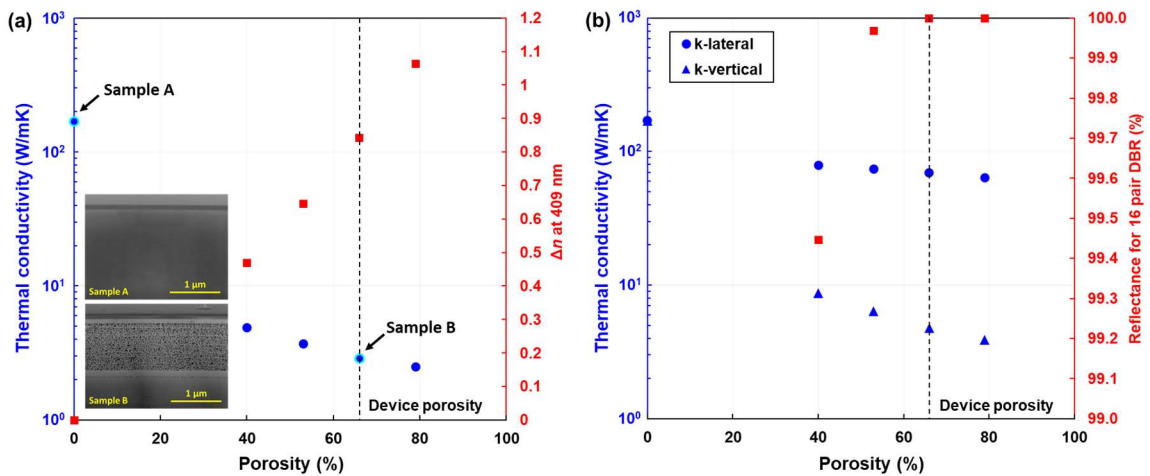 (a)
Thermal conductivity (W/mK)
10³
10²
10¹
10⁰
Sample A
Sample B
Device porosity
Sample A
1 μm
Sample B
1 μm
0 20 40 60 80 100
Porosity (%)
1.2
1.1
1
0.9
0.8
0.7
0.6
0.5
0.4
0.3
0.2
0.1
0
Δn at 409 nm
(b)
Thermal conductivity (W/mK)
10³
10²
10¹
10⁰
k-lateral
k-vertical
Device porosity
0 20 40 60 80 100
Porosity (%)
100.0
99.9
99.8
99.7
99.6
99.5
99.4
99.3
99.2
99.1
99.0
Reflectance for 16 pair DBR (%)